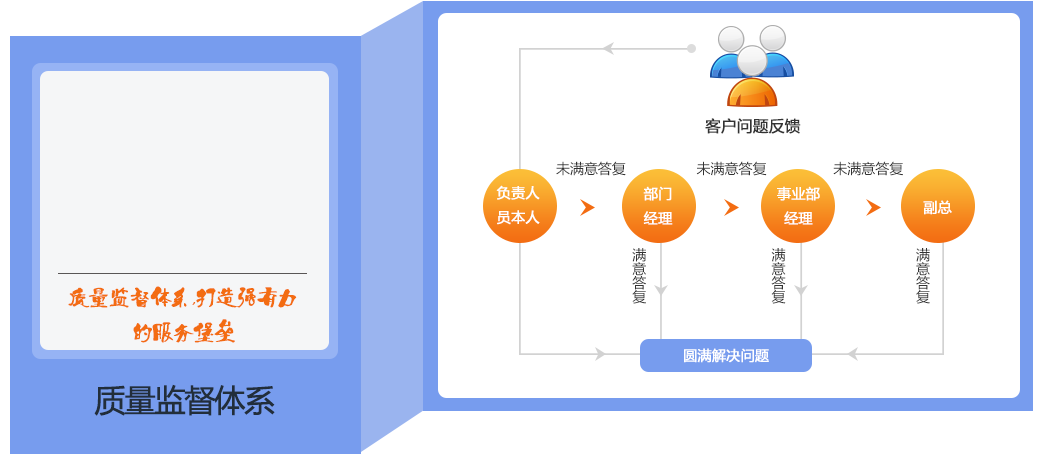 质量监督体系,打造强有力
的服务堡垒
质量监督体系
客户问题反馈
未满意答复
未满意答复
未满意答复
负责人
员本人
部门
经理
事业部
经理
副总
满意答复
满意答复
满意答复
圆满解决问题